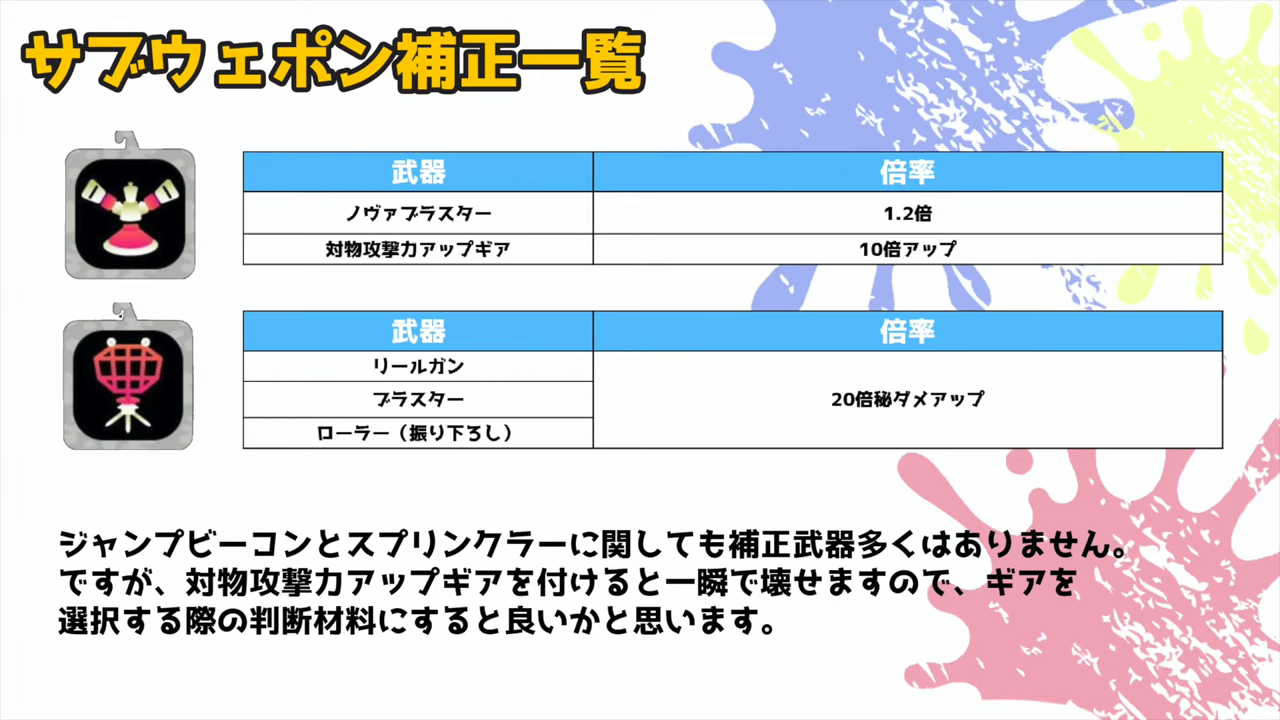 サブウェポン補正一覧
武器 倍率
ノヴァブラスター 1.2倍
対物攻撃力アップギア 10倍アップ
武器 倍率
リールガン
ブラスター 20倍秘ダメアップ
ローラー（振り下ろし）
ジャンプビーコンとスプリンクラーに関しても補正武器多くはありません。
ですが、対物攻撃力アップギアを付けると一瞬で壊せますので、ギアを
選択する際の判断材料にすると良いかと思います。